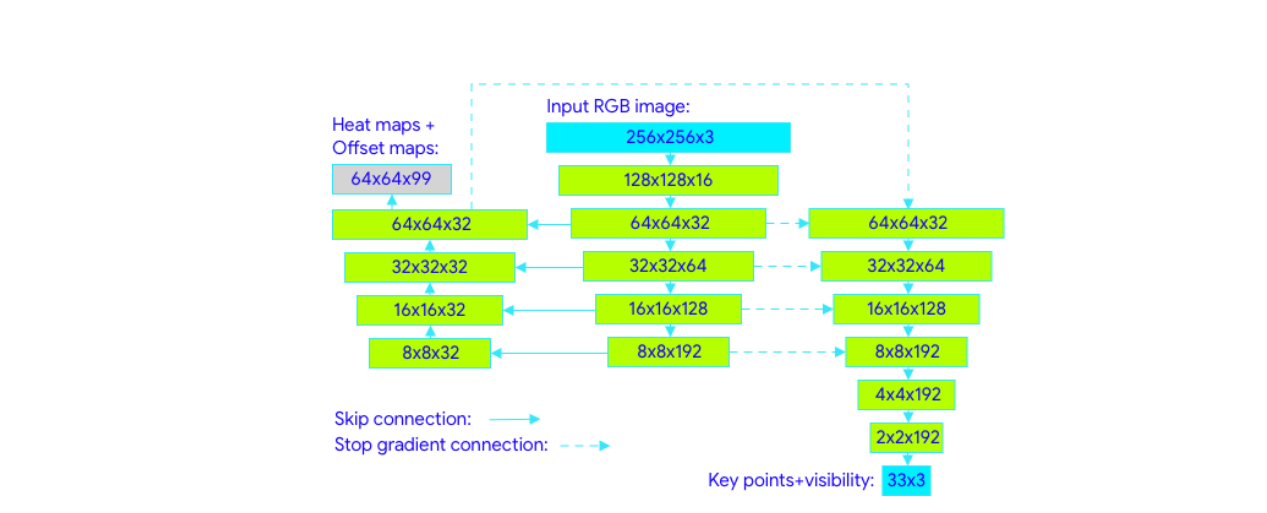 Input RGB image:
256x256x3
128x128x16
64x64x32
32x32x64
16x16x128
8x8x192
Heat maps +
Offset maps:
64x64x99
64x64x32
32x32x32
16x16x32
8x8x32
64x64x32
32x32x64
16x16x128
8x8x192
4x4x192
2x2x192
Key points+visibility: 33x3
Skip connection:
Stop gradient connection: